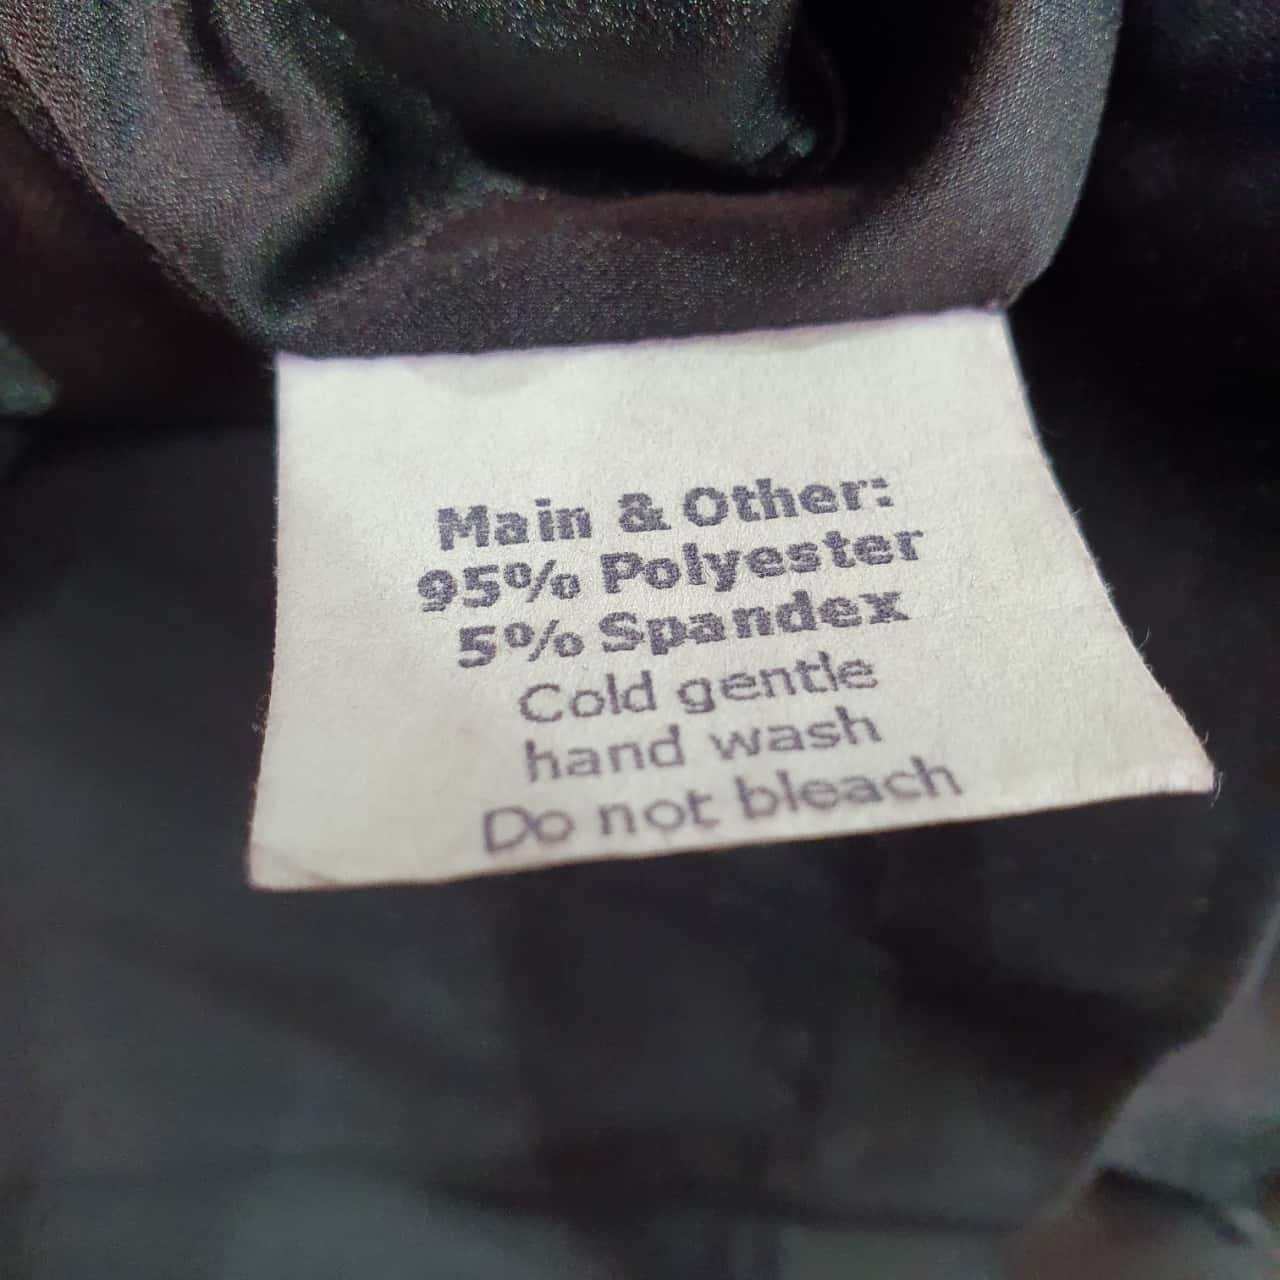 Main & Other:
95% Polyester
5% Spandex
Cold gentle
hand wash
Do not bleach